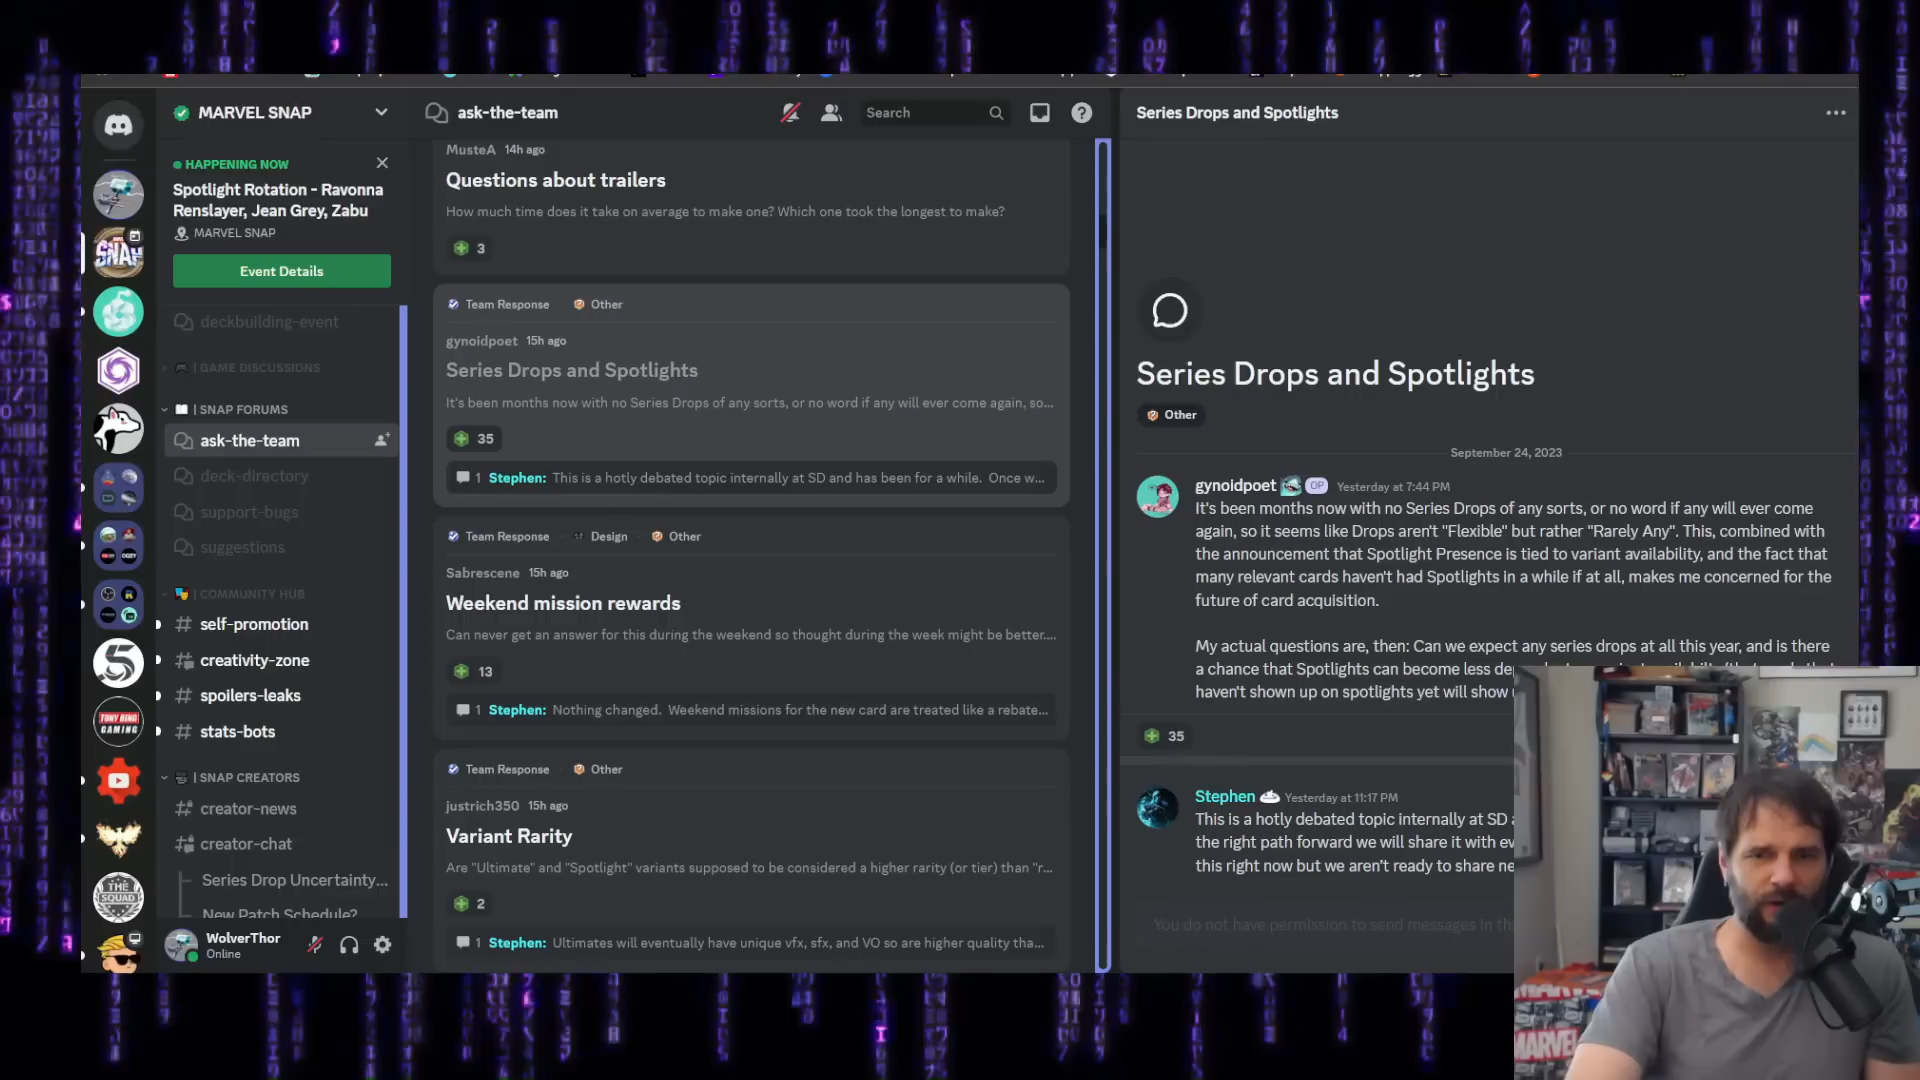 MARVEL SNAP
HAPPENING NOW
Spotlight Rotation - Ravonna
Renslayer, Jean Grey, Zabu
MARVEL SNAP
Event Details
deckbuilding-event
| GAME DISCUSSIONS
| SNAP FORUMS
ask-the-team
deck-directory
support-bugs
suggestions
| COMMUNITY HUB
self-promotion
creativity-zone
spoilers-leaks
stats-bots
| SNAP CREATORS
creator-news
creator-chat
Series Drop Uncertainty...
New Patch Schedule?
WolverThor
Online
SNAP
TONY BING
GAMING
THE
SQUAD
ask-the-team
Search
MusteA 14h ago
Questions about trailers
How much time does it take on average to make one? Which one took the longest to make?
3
Team Response Other
gynoidpoet 15h ago
Series Drops and Spotlights
It's been months now with no Series Drops of any sorts, or no word if any will ever come again, so...
35
1 Stephen: This is a hotly debated topic internally at SD and has been for a while. Once w...
Team Response Design Other
Sabrescene 15h ago
Weekend mission rewards
Can never get an answer for this during the weekend so thought during the week might be better....
13
1 Stephen: Nothing changed. Weekend missions for the new card are treated like a rebate...
Team Response Other
justrich350 15h ago
Variant Rarity
Are "Ultimate" and "Spotlight" variants supposed to be considered a higher rarity (or tier) than "r...
2
1 Stephen: Ultimates will eventually have unique vfx, sfx, and VO so are higher quality tha...
Series Drops and Spotlights
Series Drops and Spotlights
Other
September 24, 2023
gynoidpoet OP Yesterday at 7:44 PM
It's been months now with no Series Drops of any sorts, or no word if any will ever come
again, so it seems like Drops aren't "Flexible" but rather "Rarely Any". This, combined with
the announcement that Spotlight Presence is tied to variant availability, and the fact that
many relevant cards haven't had Spotlights in a while if at all, makes me concerned for the
future of card acquisition.
My actual questions are, then: Can we expect any series drops at all this year, and is there
a chance that Spotlights can become less
haven't shown up on spotlights yet will show
35
Stephen Yesterday at 11:17 PM
This is a hotly debated topic internally at SD
the right path forward we will share it with
this right now but we aren't ready to share
You do not have permission to send messages in
MARVEL